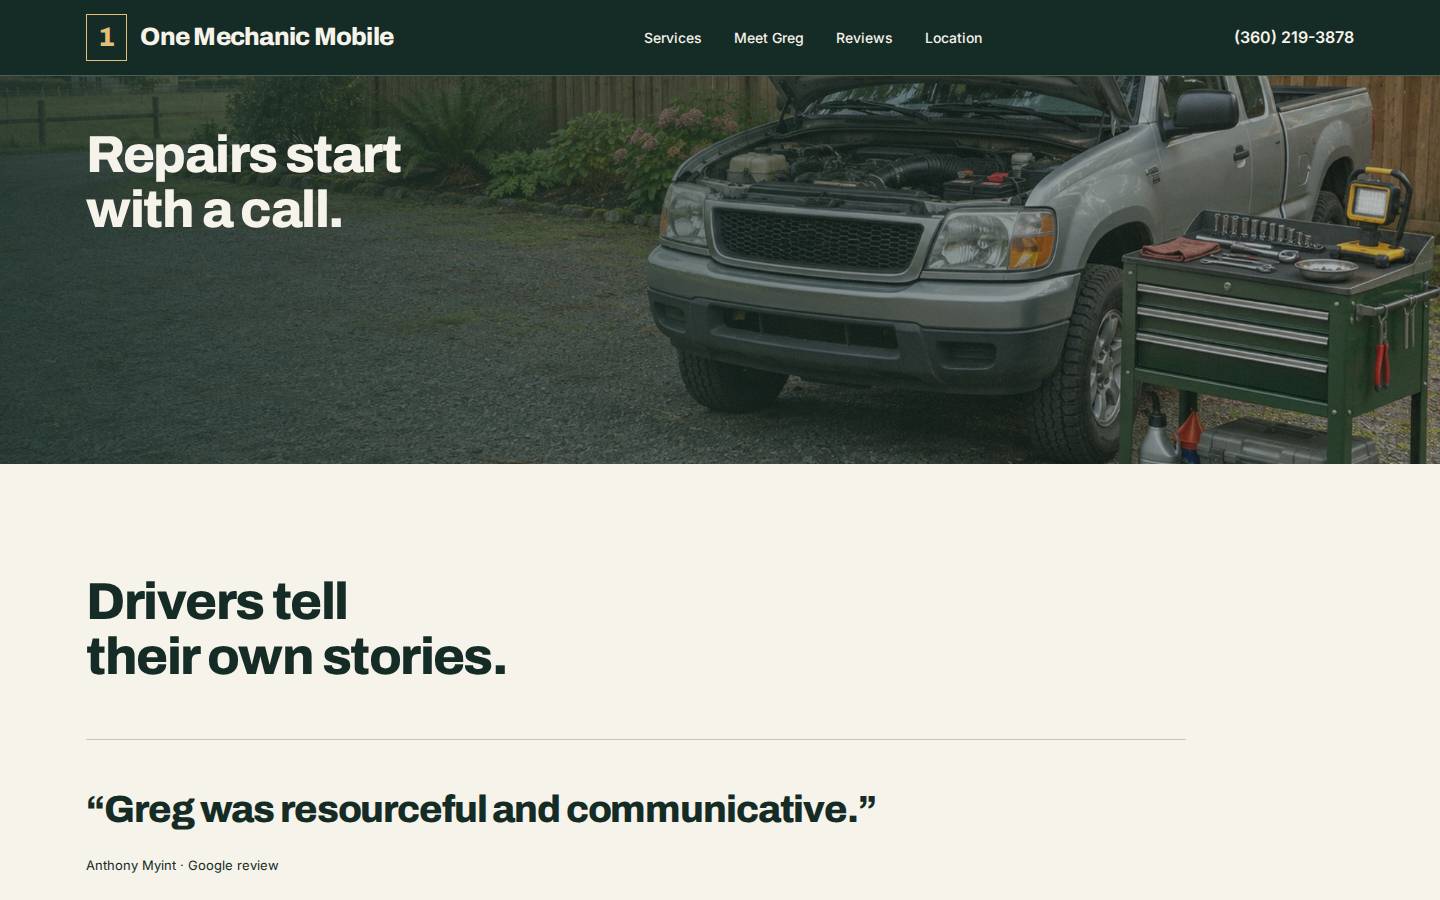 1 One Mechanic Mobile
Services Meet Greg Reviews Location
(360) 219-3878
Repairs start
with a call.
Drivers tell
their own stories.
“Greg was resourceful and communicative.”
Anthony Myint · Google review